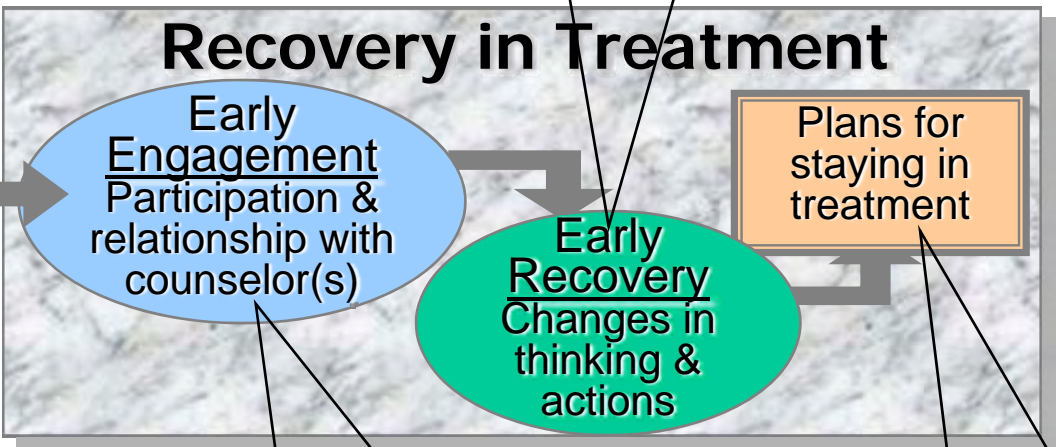 Recovery in Treatment
Early
Engagement
Participation &
relationship with
counselor(s)
Early
Recovery
Changes in
thinking &
actions
Plans for
staying in
treatment